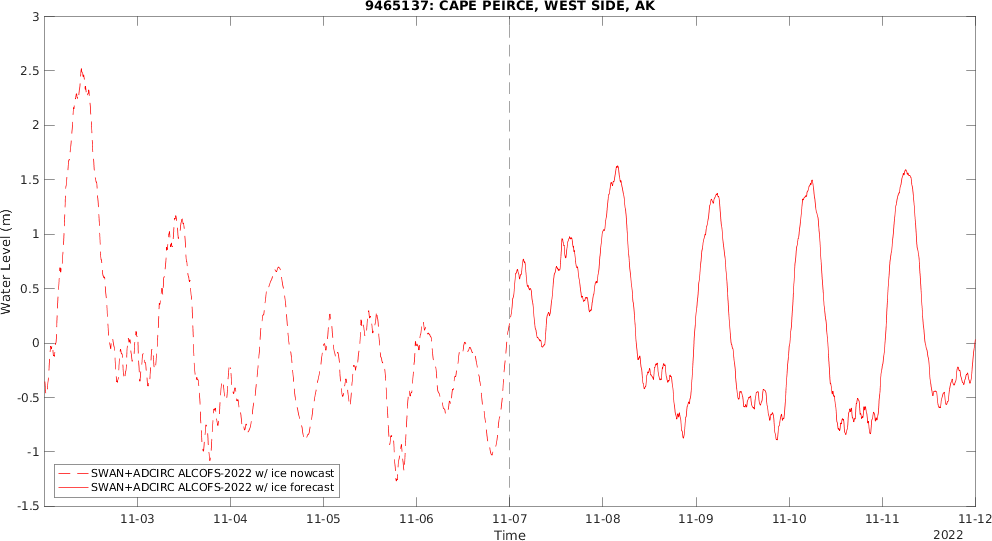 9465137: CAPE PEIRCE, WEST SIDE, AK
3
2.5
2
1.5
1
0.5
0
-0.5
-1
-1.5
Water Level (m)
SWAN+ADCIRC ALCOFS-2022 w/ ice nowcast
SWAN+ADCIRC ALCOFS-2022 w/ ice forecast
11-03 11-04 11-05 11-06 11-07 11-08 11-09 11-10 11-11 11-12
Time
2022